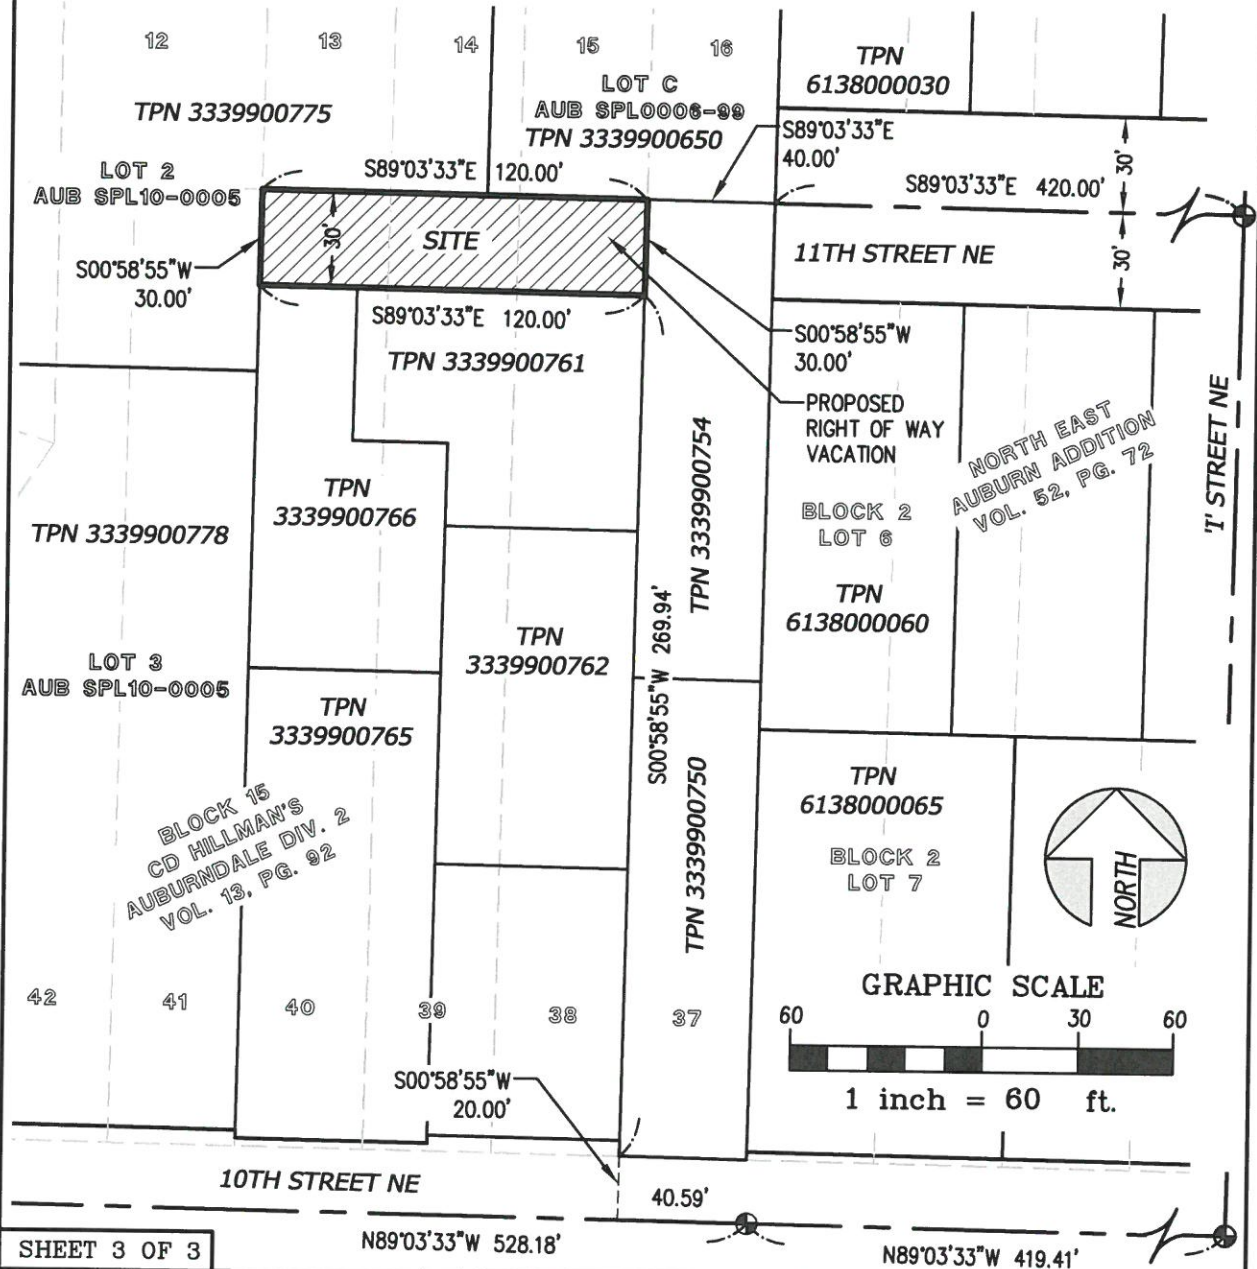 12
13
14
15
16
TPN
6138000030
LOT C
AUB SPL0006-99
TPN 3339900650
TPN 3339900775
S89°03'33"E
40.00'
LOT 2
AUB SPL10-0005
S89°03'33"E 120.00'
S89°03'33"E 420.00'
30'
30'
30'
SITE
11TH STREET NE
S00°58'55"W
30.00'
S89°03'33"E 120.00'
S00°58'55"W
30.00'
TPN 3339900761
PROPOSED
RIGHT OF WAY
VACATION
NORTH EAST
AUBURN ADDITION
VOL. 52, PG. 72
'I' STREET NE
TPN 3339900754
TPN
3339900766
TPN 3339900778
BLOCK 2
LOT 6
TPN
6138000060
S00°58'55"W 269.94'
TPN
3339900762
LOT 3
AUB SPL10-0005
TPN
3339900765
TPN 3339900750
TPN
6138000065
BLOCK 15
CD HILLMAN'S
AUBURNDALE DIV. 2
VOL. 13, PG. 92
BLOCK 2
LOT 7
NORTH
42
41
40
39
38
37
GRAPHIC SCALE
60 0 30 60
1 inch = 60 ft.
S00°58'55"W
20.00'
10TH STREET NE
40.59'
SHEET 3 OF 3
N89°03'33"W 528.18'
N89°03'33"W 419.41'